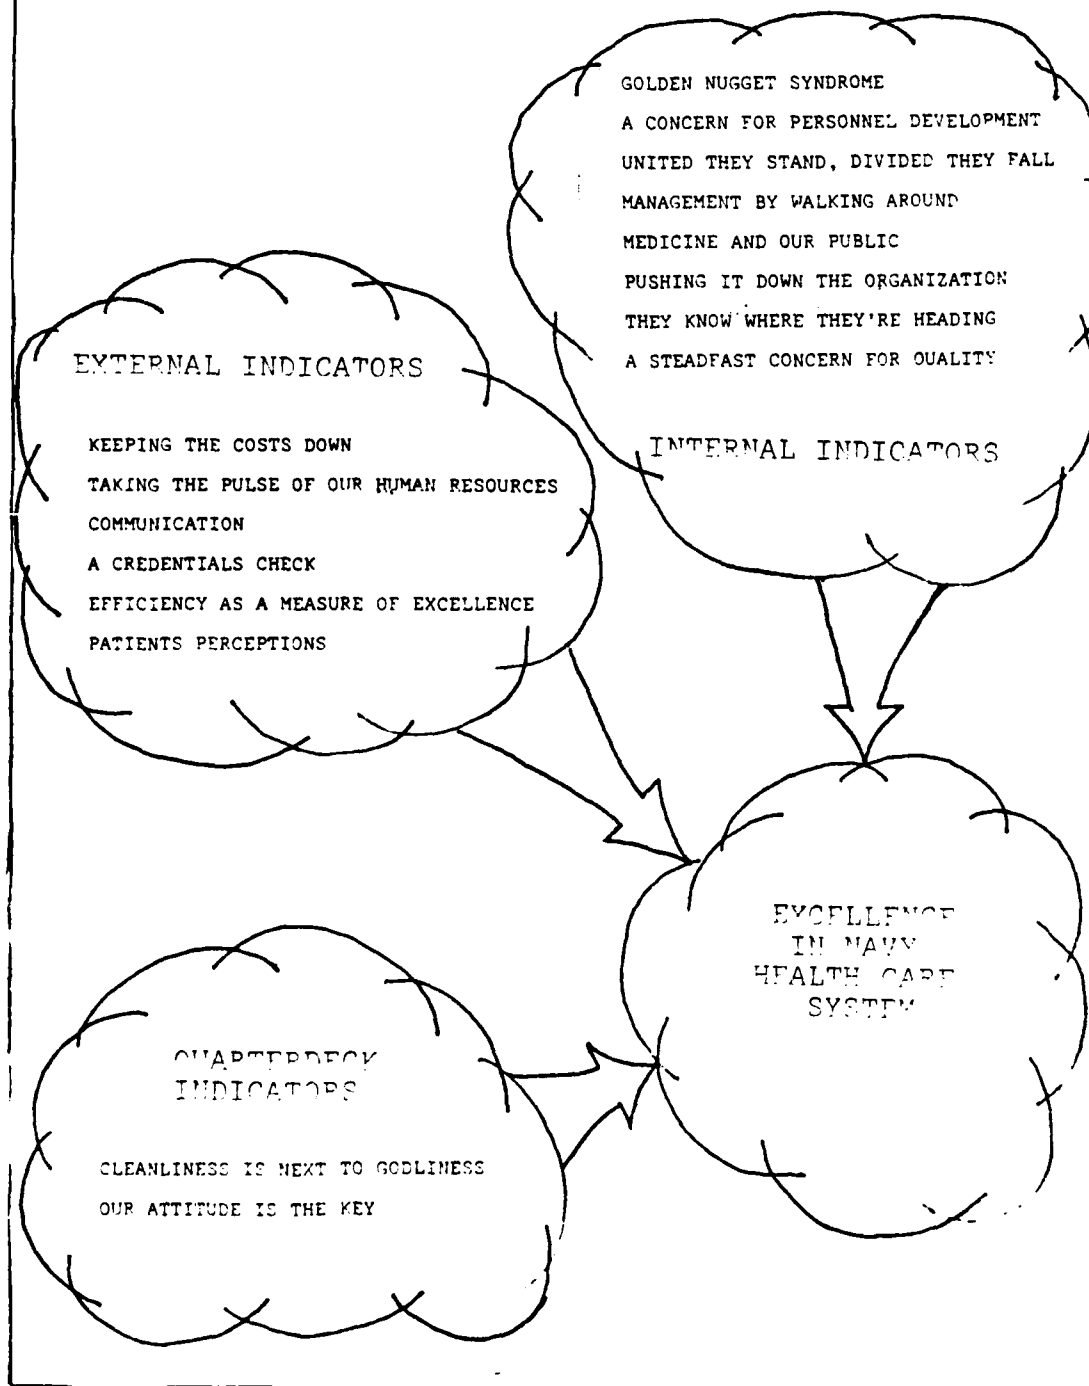 GOLDEN NUGGET SYNDROME
A CONCERN FOR PERSONNEL DEVELOPMENT
UNITED THEY STAND, DIVIDED THEY FALL
MANAGEMENT BY WALKING AROUND
MEDICINE AND OUR PUBLIC
PUSHING IT DOWN THE ORGANIZATION
THEY KNOW WHERE THEY'RE HEADING
A STEADFAST CONCERN FOR QUALITY
INTERNAL INDICATORS
EXTERNAL INDICATORS
KEEPING THE COSTS DOWN
TAKING THE PULSE OF OUR HUMAN RESOURCES
COMMUNICATION
A CREDENTIALS CHECK
EFFICIENCY AS A MEASURE OF EXCELLENCE
PATIENTS PERCEPTIONS
EXCELLENCE
IN NAVY
HEALTH CARE
SYSTEM
QUARTERDECK
INDICATORS
CLEANLINESS IS NEXT TO GODLINESS
OUR ATTITUDE IS THE KEY